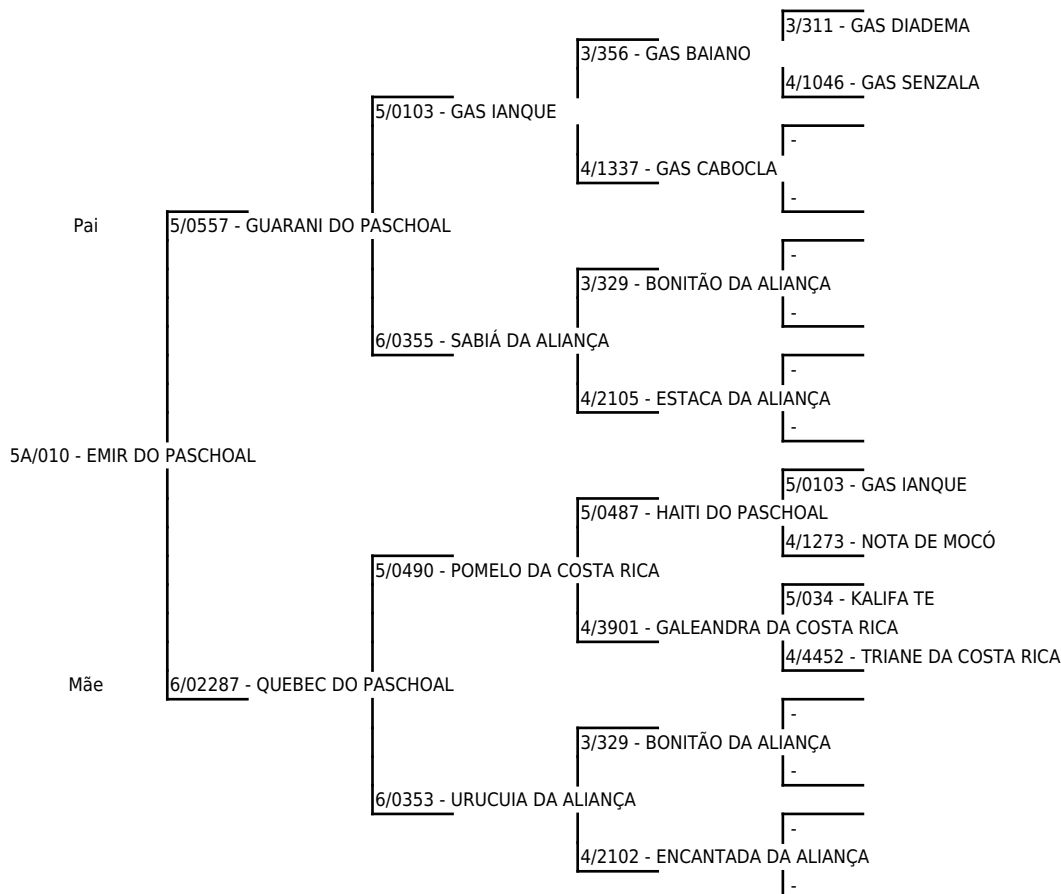 3/311 - GAS DIADEMA
3/356 - GAS BAIANO
4/1046 - GAS SENZALA
5/0103 - GAS IANQUE
-
4/1337 - GAS CABOCLA
-
Pai
5/0557 - GUARANI DO PASCHOAL
-
3/329 - BONITÃO DA ALIANÇA
-
6/0355 - SABIÁ DA ALIANÇA
-
4/2105 - ESTACA DA ALIANÇA
-
5A/010 - EMIR DO PASCHOAL
5/0103 - GAS IANQUE
5/0487 - HAITI DO PASCHOAL
4/1273 - NOTA DE MOCÓ
5/0490 - POMELO DA COSTA RICA
5/034 - KALIFA TE
4/3901 - GALEANDRA DA COSTA RICA
4/4452 - TRIANE DA COSTA RICA
Mãe
6/02287 - QUEBEC DO PASCHOAL
-
3/329 - BONITÃO DA ALIANÇA
-
6/0353 - URUCUIA DA ALIANÇA
-
4/2102 - ENCANTADA DA ALIANÇA
-